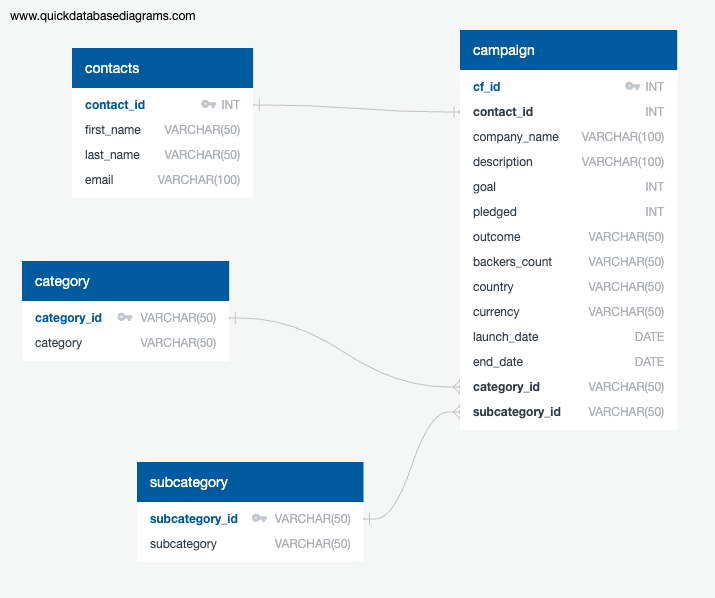 www.quickdatabasediagrams.com
contacts
contact_id INT
first_name VARCHAR(50)
last_name VARCHAR(50)
email VARCHAR(100)
campaign
cf_id INT
contact_id INT
company_name VARCHAR(100)
description VARCHAR(100)
goal INT
pledged INT
outcome VARCHAR(50)
backers_count VARCHAR(50)
country VARCHAR(50)
currency VARCHAR(50)
launch_date DATE
end_date DATE
category_id VARCHAR(50)
subcategory_id VARCHAR(50)
category
category_id VARCHAR(50)
category VARCHAR(50)
subcategory
subcategory_id VARCHAR(50)
subcategory VARCHAR(50)